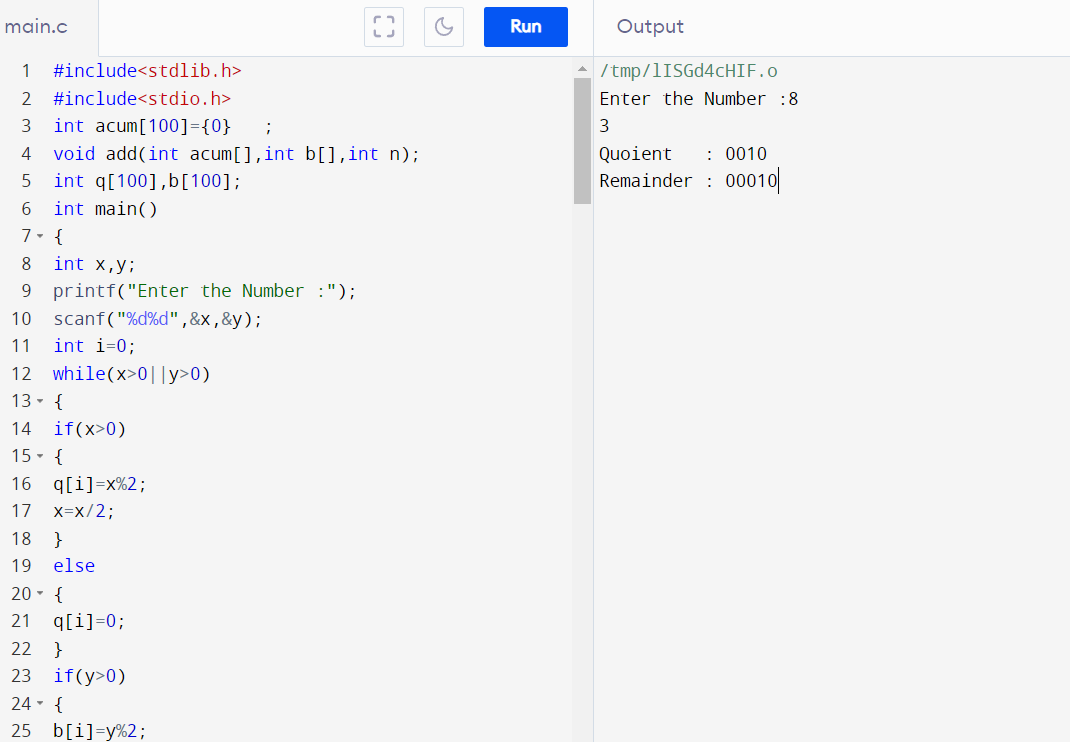 main.c
Run
Output
1 #include<stdlib.h>
2 #include<stdio.h>
3 int acum[100]={0}   ;
4 void add(int acum[],int b[],int n);
5 int q[100],b[100];
6 int main()
7 {
8 int x,y;
9 printf("Enter the Number :");
10 scanf("%d%d",&x,&y);
11 int i=0;
12 while(x>0||y>0)
13 {
14 if(x>0)
15 {
16 q[i]=x%2;
17 x=x/2;
18 }
19 else
20 {
21 q[i]=0;
22 }
23 if(y>0)
24 {
25 b[i]=y%2;
/tmp/lISGd4cHIF.o
Enter the Number :8
3
Quoient   : 0010
Remainder : 00010